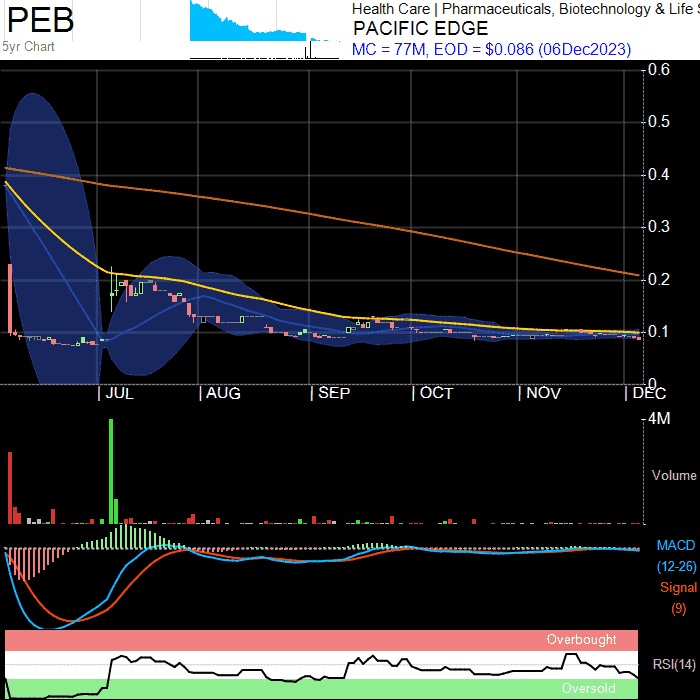 PEB
5yr Chart
Health Care | Pharmaceuticals, Biotechnology & Life S
PACIFIC EDGE
MC = 77M, EOD = $0.086 (06Dec2023)
0.6
0.5
0.4
0.3
0.2
0.1
0
JUL
AUG
SEP
OCT
NOV
DEC
4M
Volume
MACD
(12-26)
Signal
(9)
Overbought
RSI(14)
Oversold